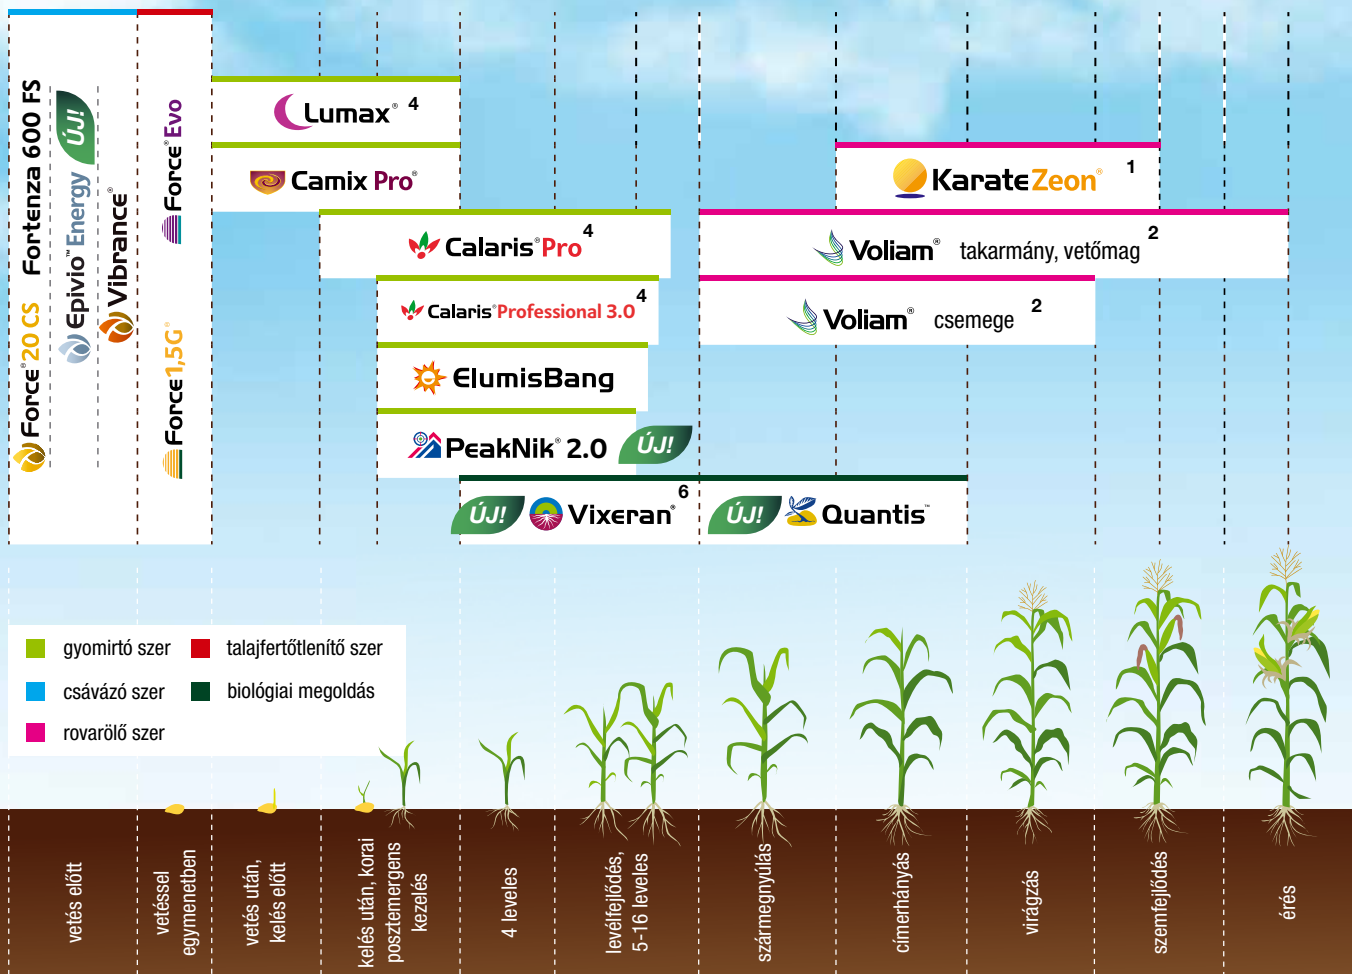 Force® 20 CS Fortenza 600 FS
Epivio™ Energy ÚJ!
Vibrance®
Force® Evo
Force 1,5G®
Lumax® 4
Camix Pro®
KarateZeon® 1
Calaris® Pro 4
Voliam® takarmány, vetőmag 2
Calaris® Professional 3.0 4
Voliam® csemege 2
ElumisBang
PeakNik® 2.0 ÚJ!
ÚJ! Vixeran® 6
ÚJ! Quantis™
gyomirtó szer
talajfertőtlenítő szer
csávázó szer
biológiai megoldás
rovarölő szer
vetés előtt
vetéssel
egymenetben
vetés után,
kelés előtt
kelés után, korai
posztemergens
kezelés
4 leveles
levélfejlődés,
5-16 leveles
szármegnyúlás
címerhányás
virágzás
szemfejlődés
érés